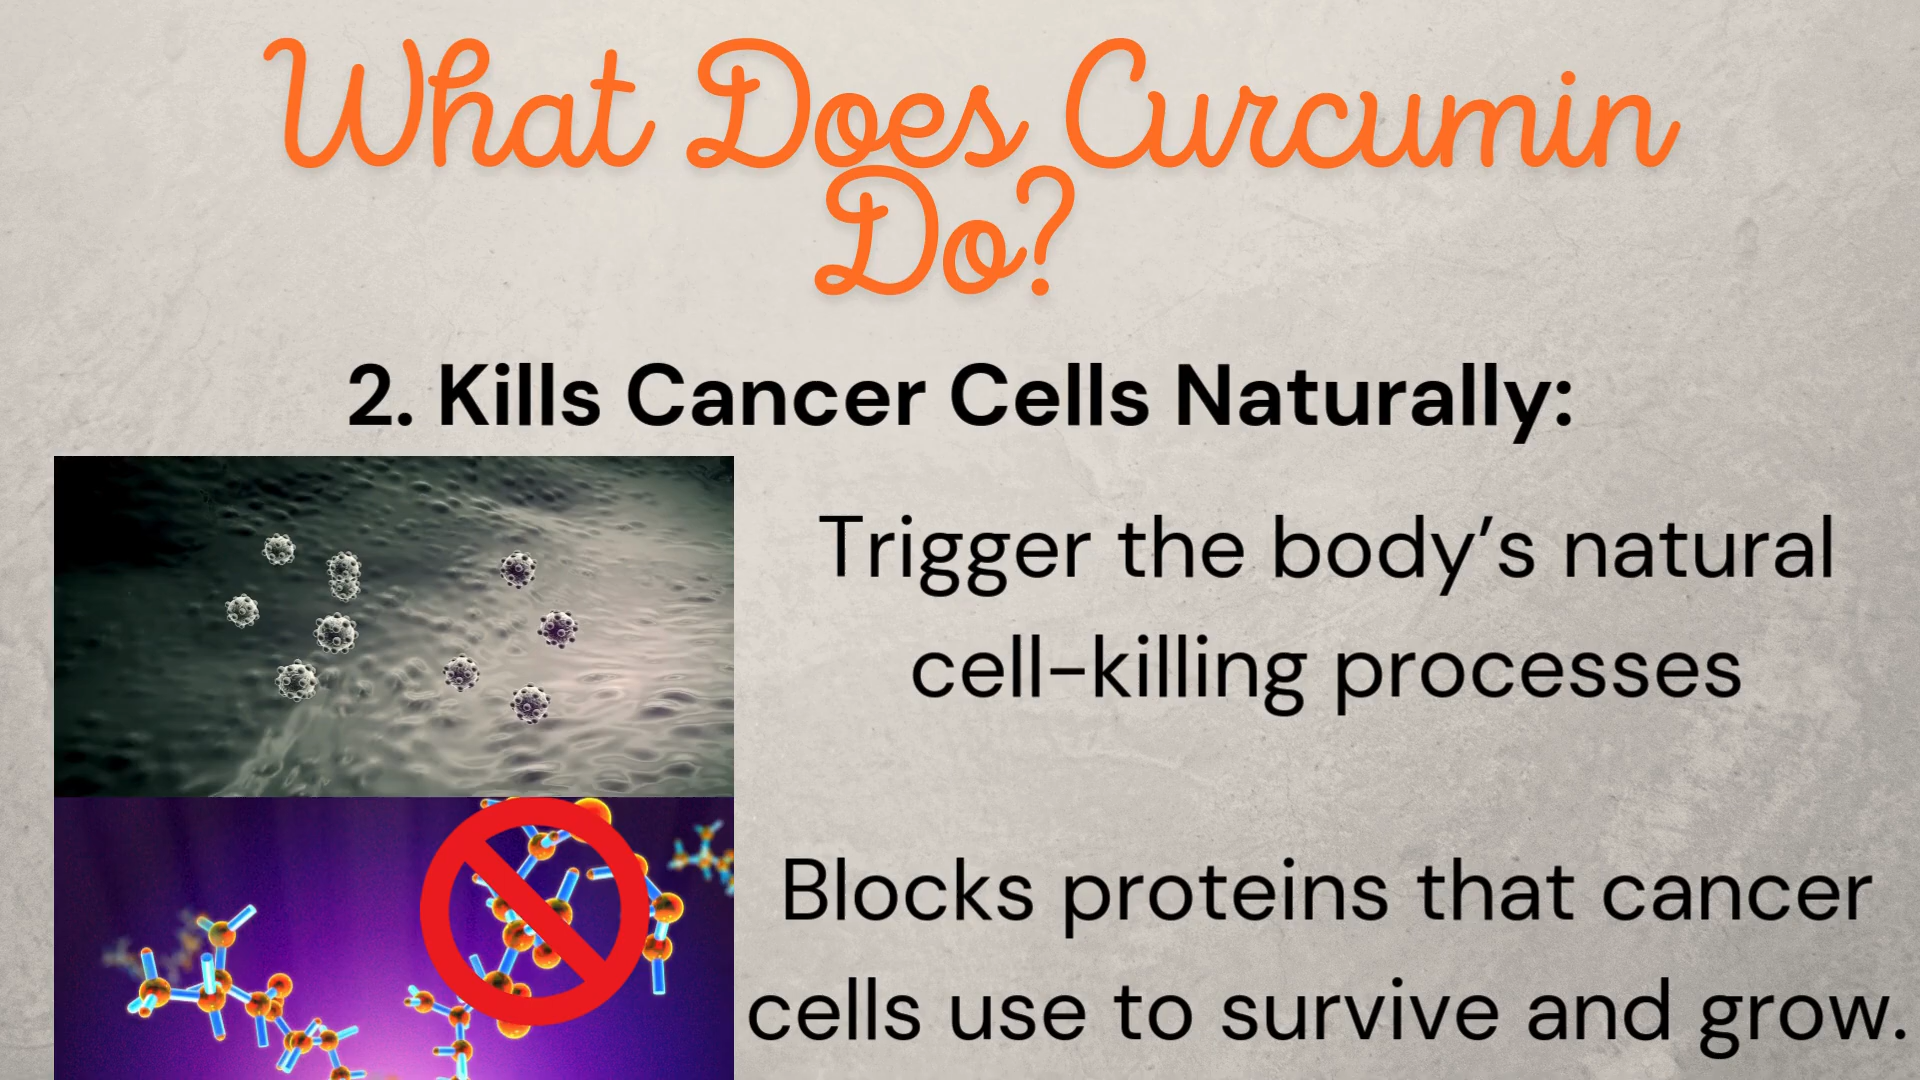 What Does Curcumin
Do?
2. Kills Cancer Cells Naturally:
Trigger the body’s natural
cell-killing processes
Blocks proteins that cancer
cells use to survive and grow.